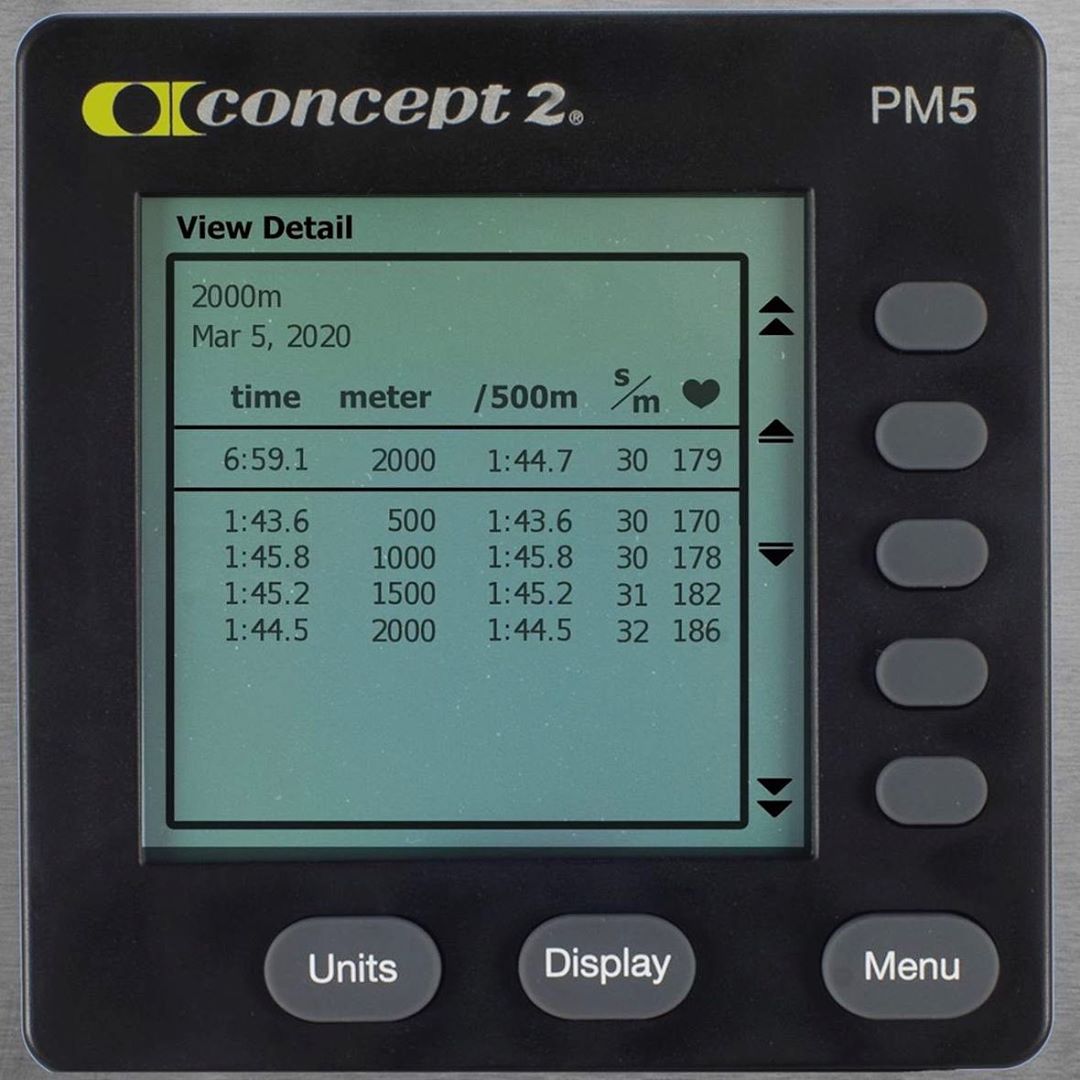 concept 2® PM5
View Detail
2000m
Mar 5, 2020
time meter /500m s/m ♥
6:59.1 2000 1:44.7 30 179
1:43.6 500 1:43.6 30 170
1:45.8 1000 1:45.8 30 178
1:45.2 1500 1:45.2 31 182
1:44.5 2000 1:44.5 32 186
Units Display Menu